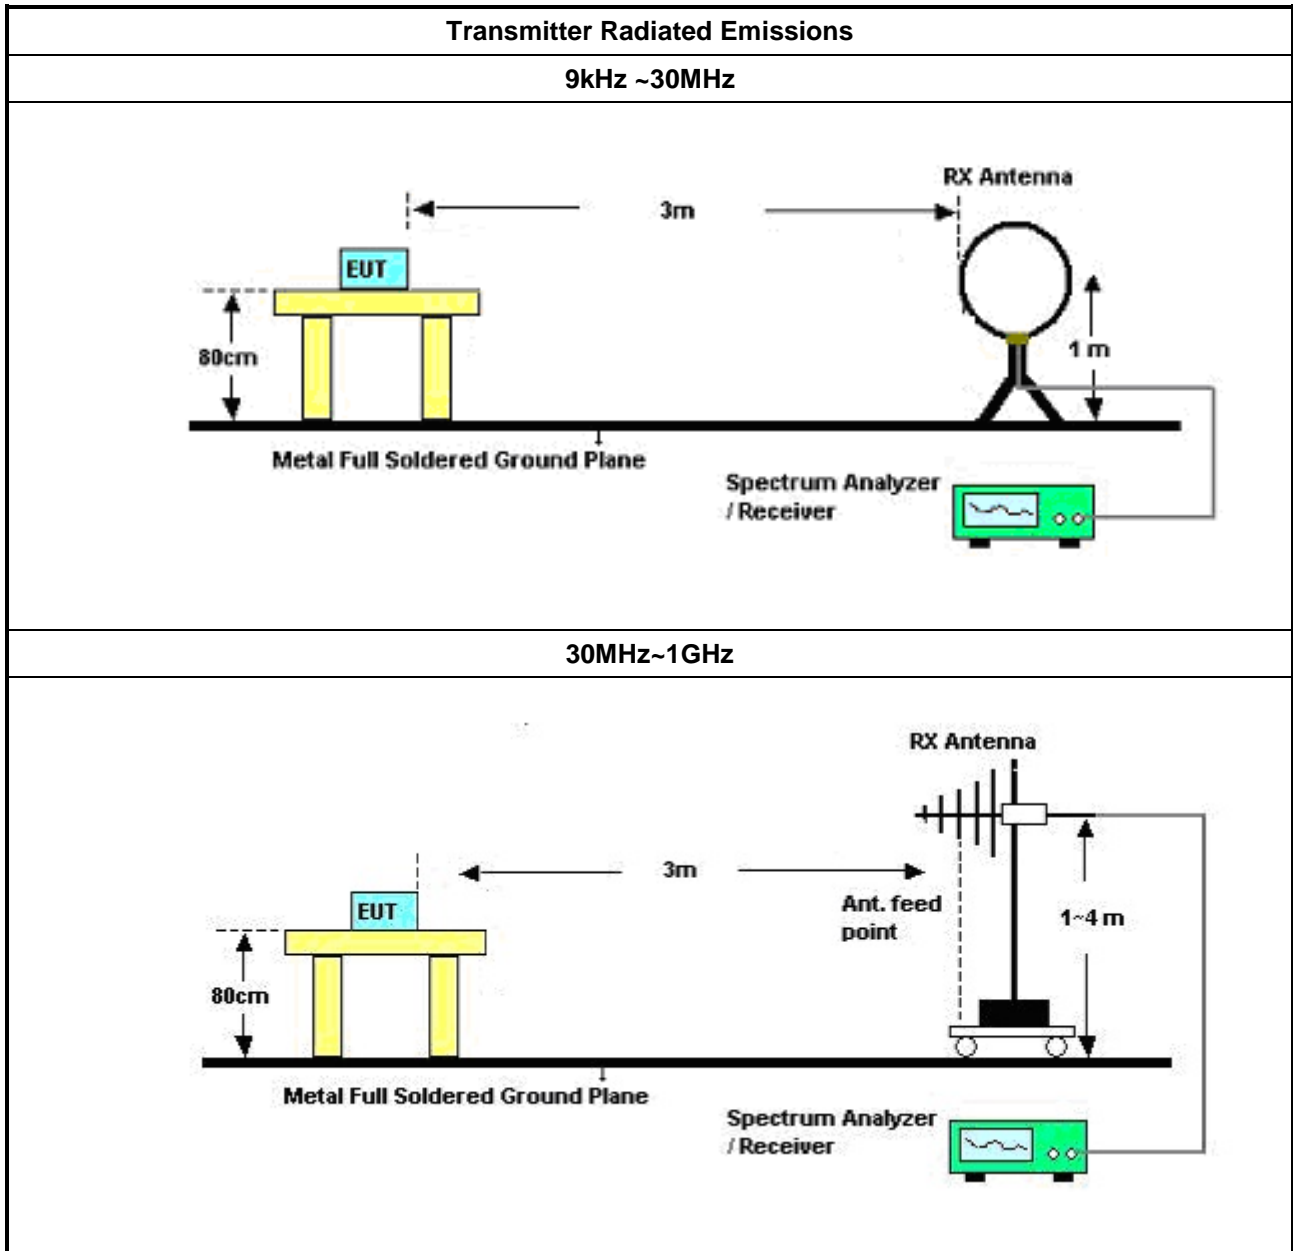 Transmitter Radiated Emissions
9kHz ~30MHz
RX Antenna
3m
EUT
80cm
1 m
Metal Full Soldered Ground Plane
Spectrum Analyzer
/ Receiver
30MHz~1GHz
RX Antenna
3m
Ant. feed
point
EUT
1~4 m
80cm
Metal Full Soldered Ground Plane
Spectrum Analyzer
/ Receiver